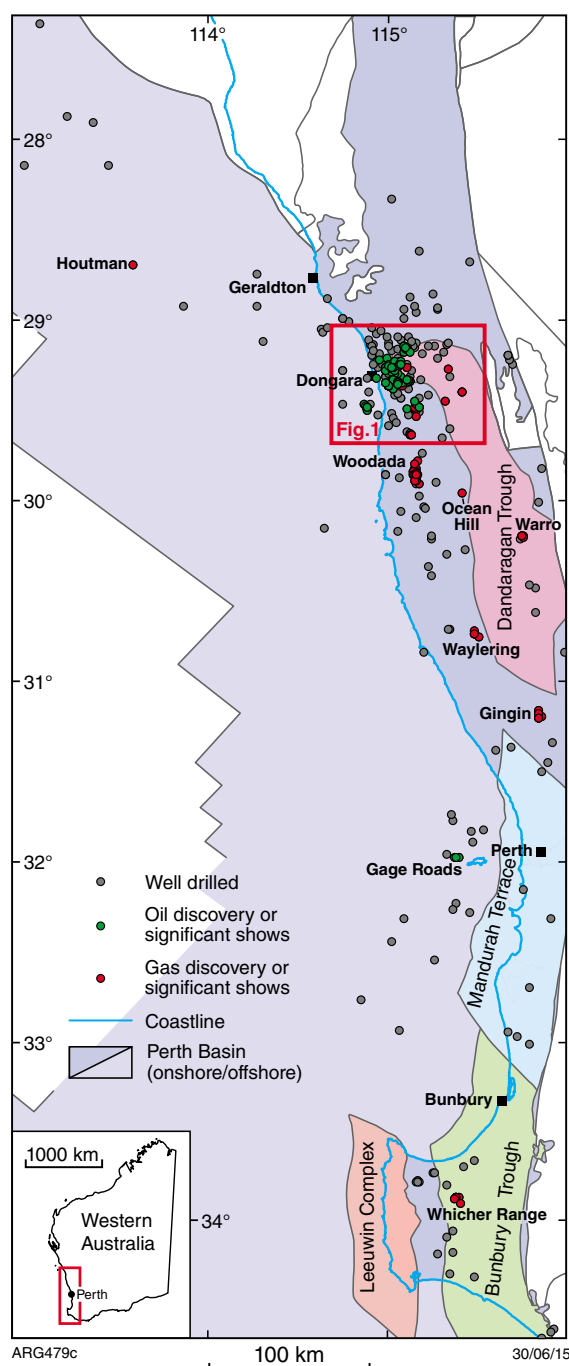 114°
115°
28°
Houtman
Geraldton
29°
Dongara
Fig.1
Woodada
30°
Ocean
Hill
Warro
Dandaragan Trough
Waylering
31°
Gingin
32°
Perth
Gage Roads
Mandurah Terrace
Well drilled
Oil discovery or
significant shows
Gas discovery or
significant shows
Coastline
Perth Basin
(onshore/offshore)
33°
Bunbury
1000 km
Western
Australia
Perth
34°
Leeuwin Complex
Whicher Range
Bunbury Trough
ARG479c
100 km
30/06/15